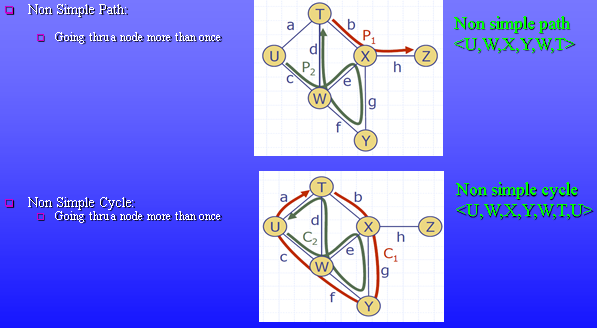 Non Simple Path:
Going thru a node more than once
T
a
b
P1
U
d
X
Z
P2
h
c
e
W
g
f
Y
Non simple path
<U,W,X,Y,W,T>
Non Simple Cycle:
Going thru a node more than once
T
a
b
U
d
X
Z
C2
h
e
C1
c
W
g
f
Y
Non simple cycle
<U,W,X,Y,W,T,U>